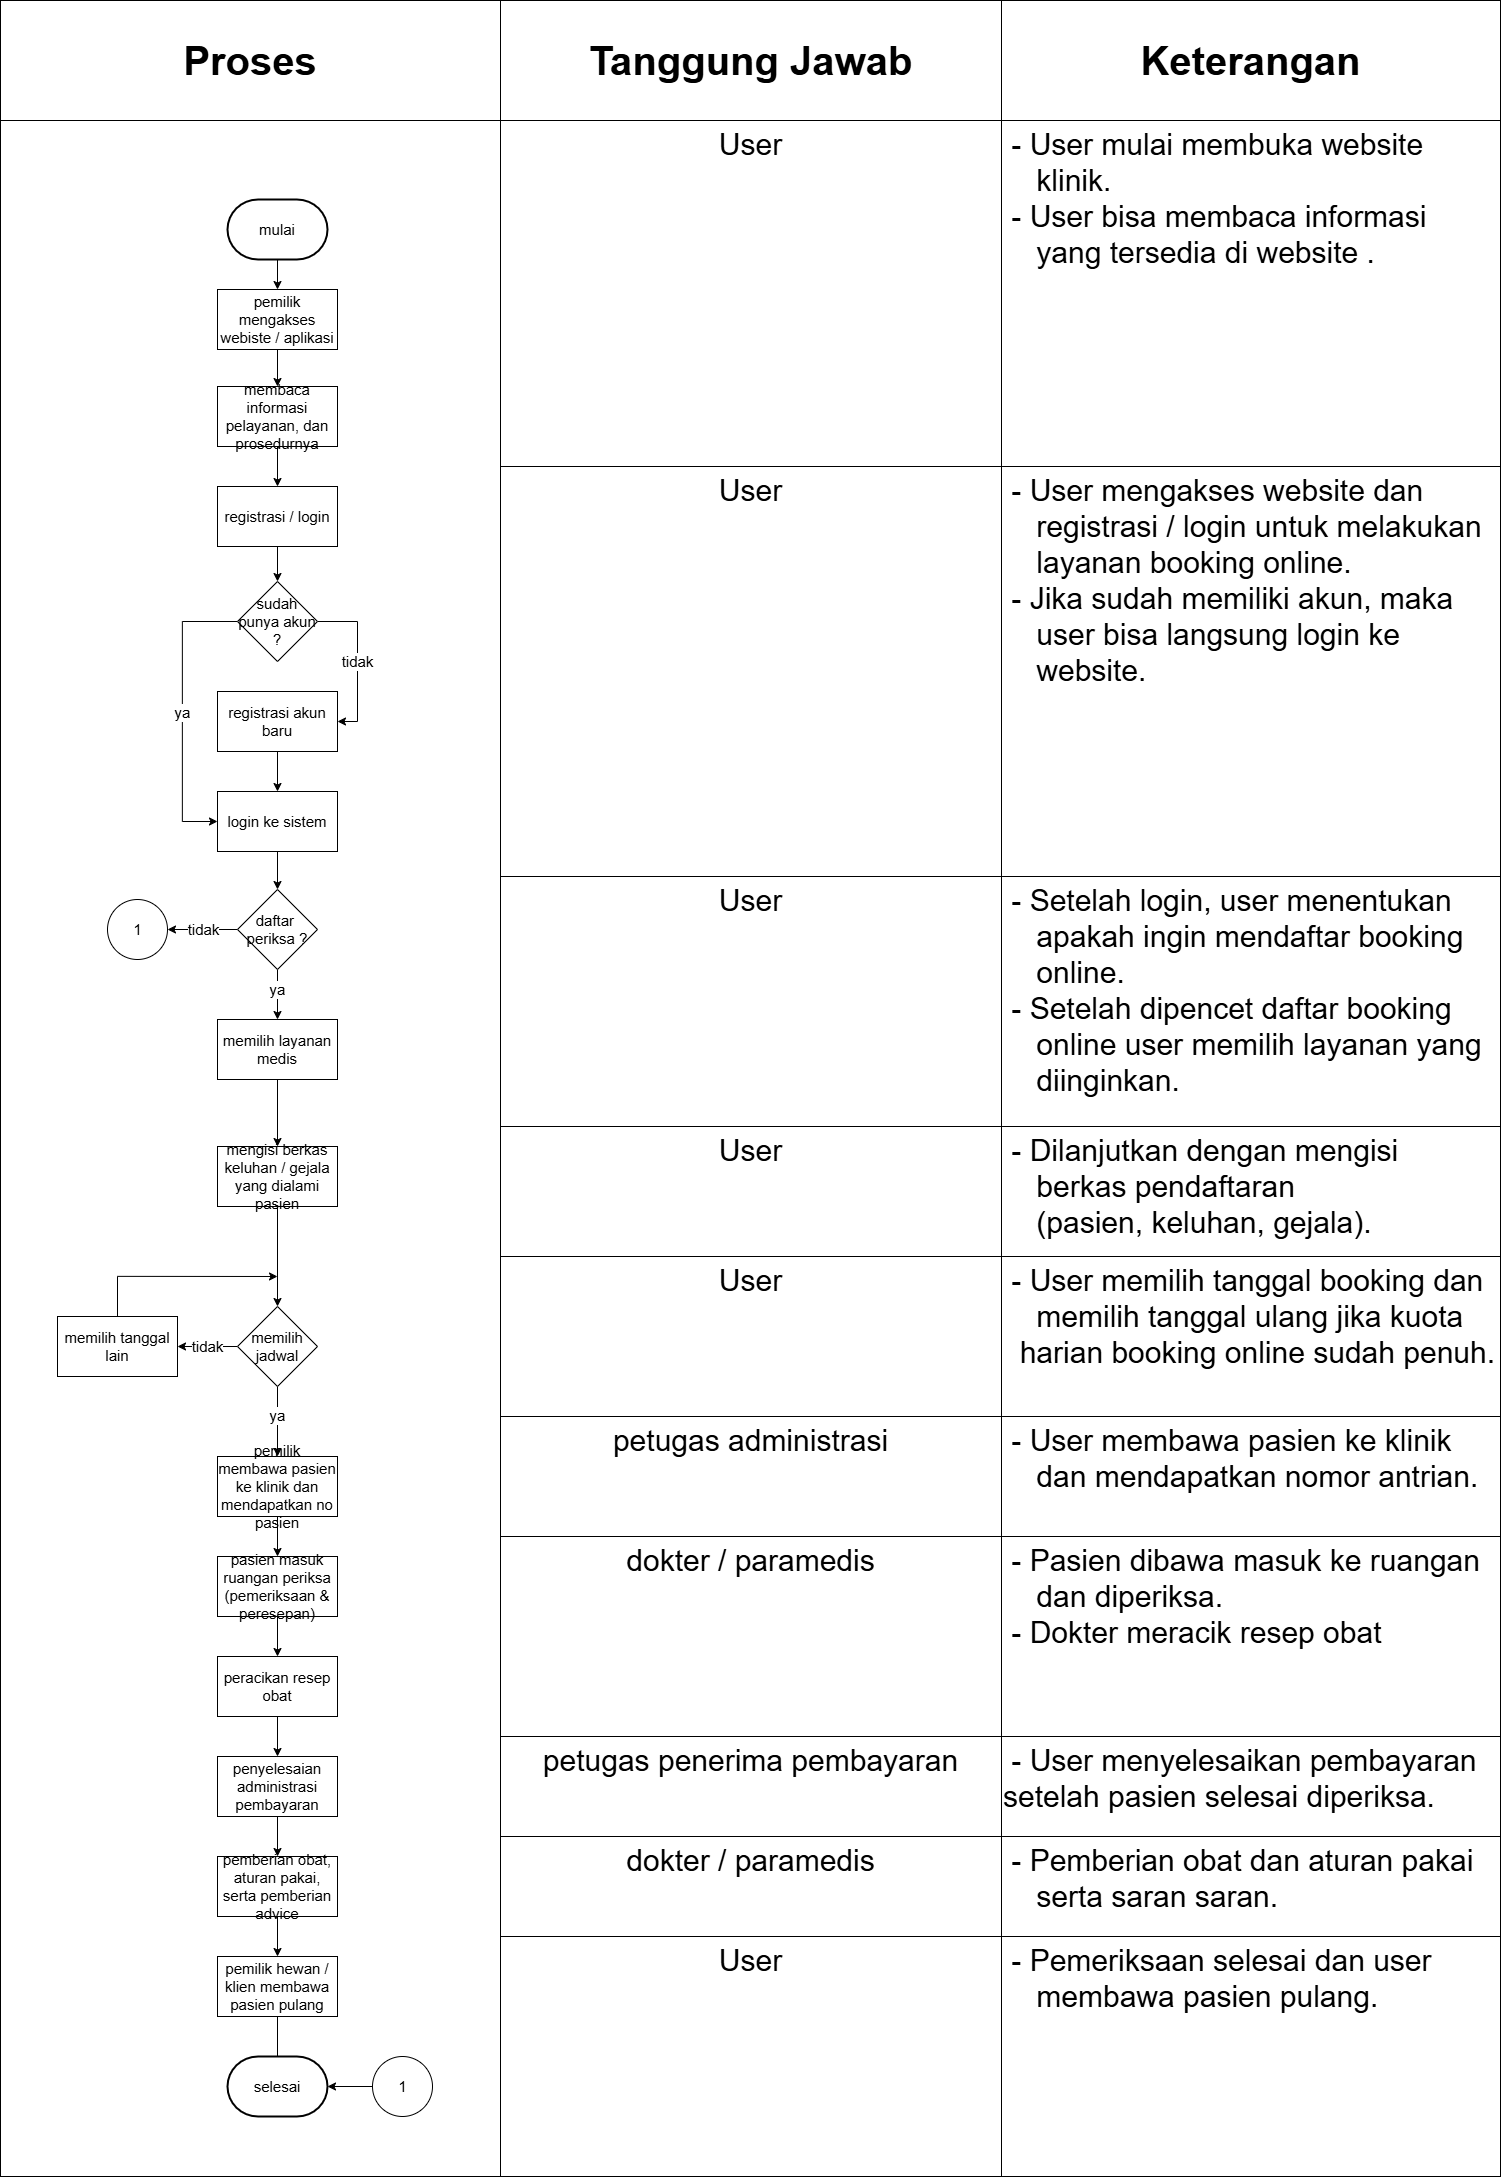 Proses
Tanggung Jawab
Keterangan
mulai
pemilik
mengakses
webiste / aplikasi
membaca
informasi
pelayanan, dan
prosedurnya
registrasi / login
sudah
punya akun
?
tidak
ya
registrasi akun
baru
login ke sistem
daftar
periksa ?
tidak
1
ya
memilih layanan
medis
mengisi berkas
keluhan / gejala
yang dialami
pasien
memilih
jadwal
tidak
memilih tanggal
lain
ya
pemilik
membawa pasien
ke klinik dan
mendapatkan no
pasien
pasien masuk
ruangan periksa
(pemeriksaan &
peresepan)
peracikan resep
obat
penyelesaian
administrasi
pembayaran
pemberian obat,
aturan pakai,
serta pemberian
advice
pemilik hewan /
klien membawa
pasien pulang
selesai
1
User
- User mulai membuka website
klinik.
- User bisa membaca informasi
yang tersedia di website .
User
- User mengakses website dan
registrasi / login untuk melakukan
layanan booking online.
- Jika sudah memiliki akun, maka
user bisa langsung login ke
website.
User
- Setelah login, user menentukan
apakah ingin mendaftar booking
online.
- Setelah dipencet daftar booking
online user memilih layanan yang
diinginkan.
User
- Dilanjutkan dengan mengisi
berkas pendaftaran
(pasien, keluhan, gejala).
User
- User memilih tanggal booking dan
memilih tanggal ulang jika kuota
harian booking online sudah penuh.
petugas administrasi
- User membawa pasien ke klinik
dan mendapatkan nomor antrian.
dokter / paramedis
- Pasien dibawa masuk ke ruangan
dan diperiksa.
- Dokter meracik resep obat
petugas penerima pembayaran
- User menyelesaikan pembayaran
setelah pasien selesai diperiksa.
dokter / paramedis
- Pemberian obat dan aturan pakai
serta saran saran.
User
- Pemeriksaan selesai dan user
membawa pasien pulang.